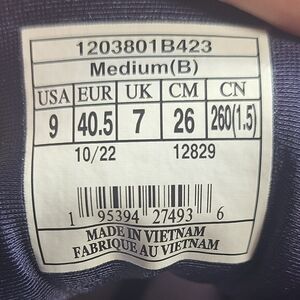 1203801B423
Medium(B)
USA EUR UK CM CN
9 40.5 7 26 260(1.5)
10/22 12829
1 95394 27493 6
MADE IN VIETNAM
FABRIQUE AU VIETNAM